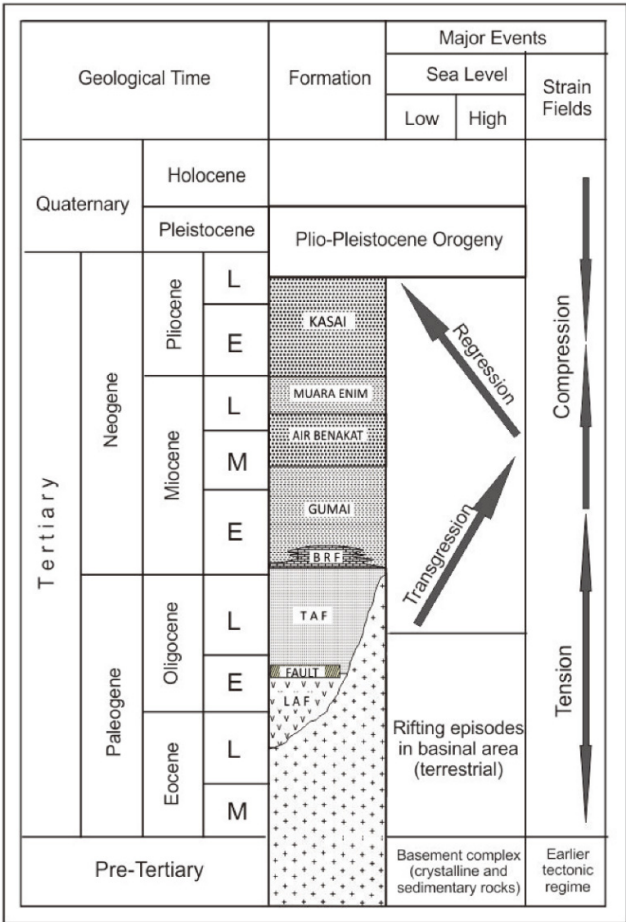 Geological Time
Formation
Major Events
Sea Level
Strain
Fields
Low
High
Quaternary
Holocene
Pleistocene
Plio-Pleistocene Orogeny
Tertiary
Neogene
Pliocene
L
E
KASAI
Regression
Compression
Miocene
L
M
E
MUARA ENIM
AIR BENAKAT
GUMAI
BRF
Transgression
Paleogene
Oligocene
L
E
TAF
FAULT
LAF
Tension
Eocene
L
M
Rifting episodes
in basinal area
(terrestrial)
Pre-Tertiary
Basement complex
(crystalline and
sedimentary rocks)
Earlier
tectonic
regime